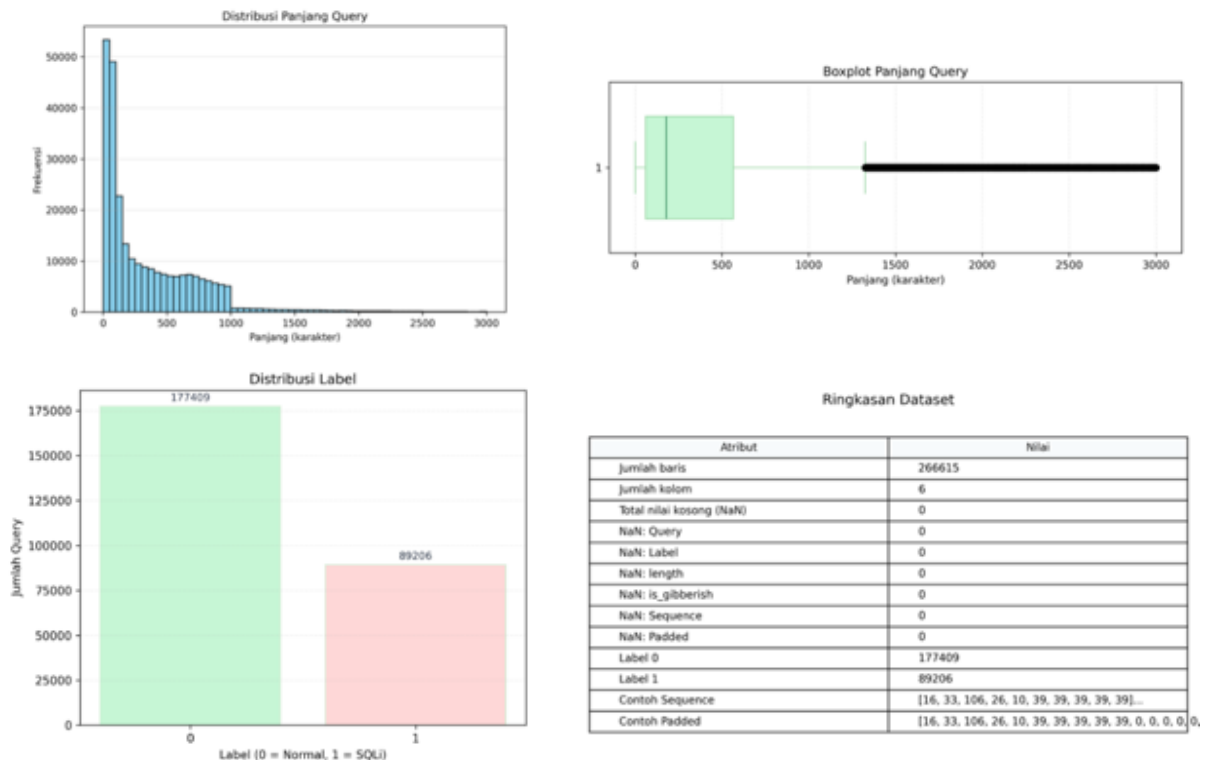 Distribusi Panjang Query
Frekuensi
50000
40000
30000
20000
10000
0
0 500 1000 1500 2000 2500 3000
Panjang (karakter)
Boxplot Panjang Query
1
0 500 1000 1500 2000 2500 3000
Panjang (karakter)
Distribusi Label
Jumlah Query
175000
150000
125000
100000
75000
50000
25000
0
177409
89206
0 1
Label (0 = Normal, 1 = SQLi)
Ringkasan Dataset
Atribut Nilai
Jumlah baris 266615
Jumlah kolom 6
Total nilai kosong (NaN) 0
NaN: Query 0
NaN: Label 0
NaN: length 0
NaN: is_gibberish 0
NaN: Sequence 0
NaN: Padded 0
Label 0 177409
Label 1 89206
Contoh Sequence [16, 33, 106, 26, 10, 39, 39, 39, 39, 39]...
Contoh Padded [16, 33, 106, 26, 10, 39, 39, 39, 39, 39, 0, 0, 0, 0, 0,